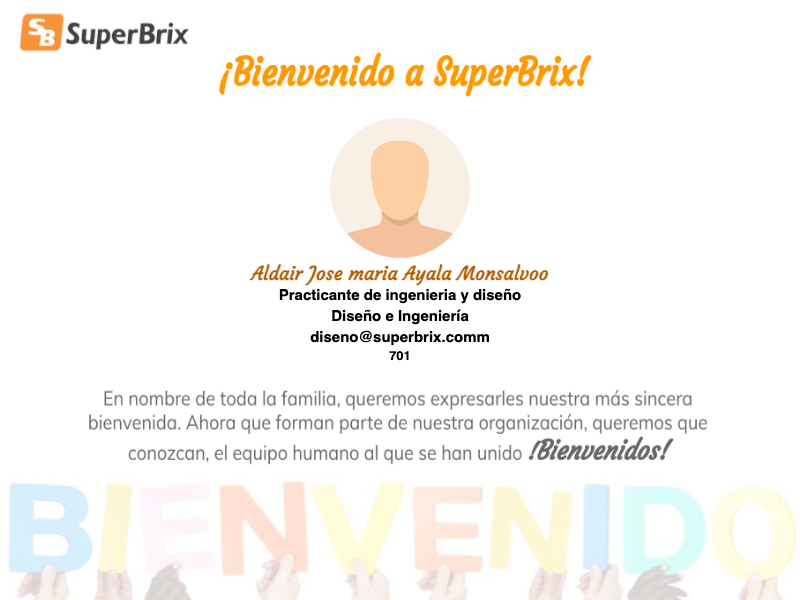 SB SuperBrix
¡Bienvenido a SuperBrix!
Aldair Jose maria Ayala Monsalvoo
Practicante de ingenieria y diseño
Diseño e Ingeniería
diseno@superbrix.comm
701
En nombre de toda la familia, queremos expresarles nuestra más sincera
bienvenida. Ahora que forman parte de nuestra organización, queremos que
conozcan, el equipo humano al que se han unido !Bienvenidos!
BIENVENIDO